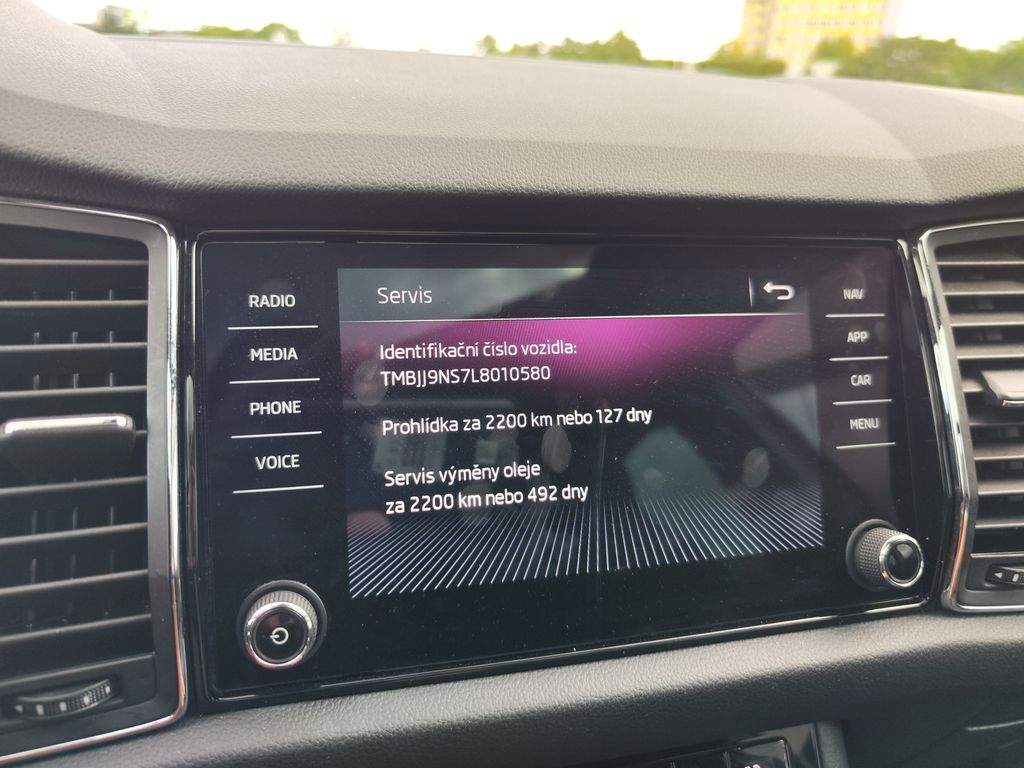 Servis
RADIO
MEDIA
PHONE
VOICE
Identifikační číslo vozidla:
TMBJJ9NS7L8010580
Prohlídka za 2200 km nebo 127 dny
Servis výměny oleje
za 2200 km nebo 492 dny
NAV
APP
CAR
MENU